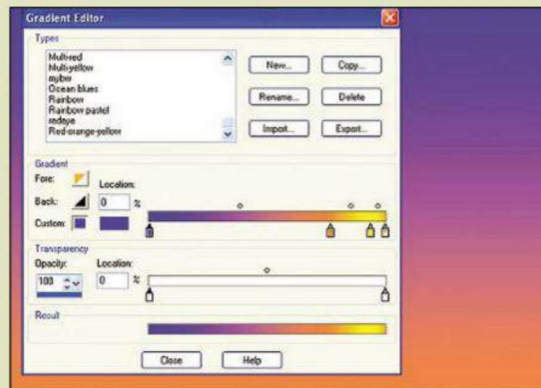 Gradient Editor
Types
Multi-red
Multi-yellow
mybw
Ocean blues
Rainbow
Rainbow pastel
redeye
Red-orange-yellow
New... Copy...
Rename... Delete
Import... Export...
Gradient
Fore: Location:
Back: 0 %
Custom:
Transparency
Opacity: Location:
100 0 %
Result
Close Help